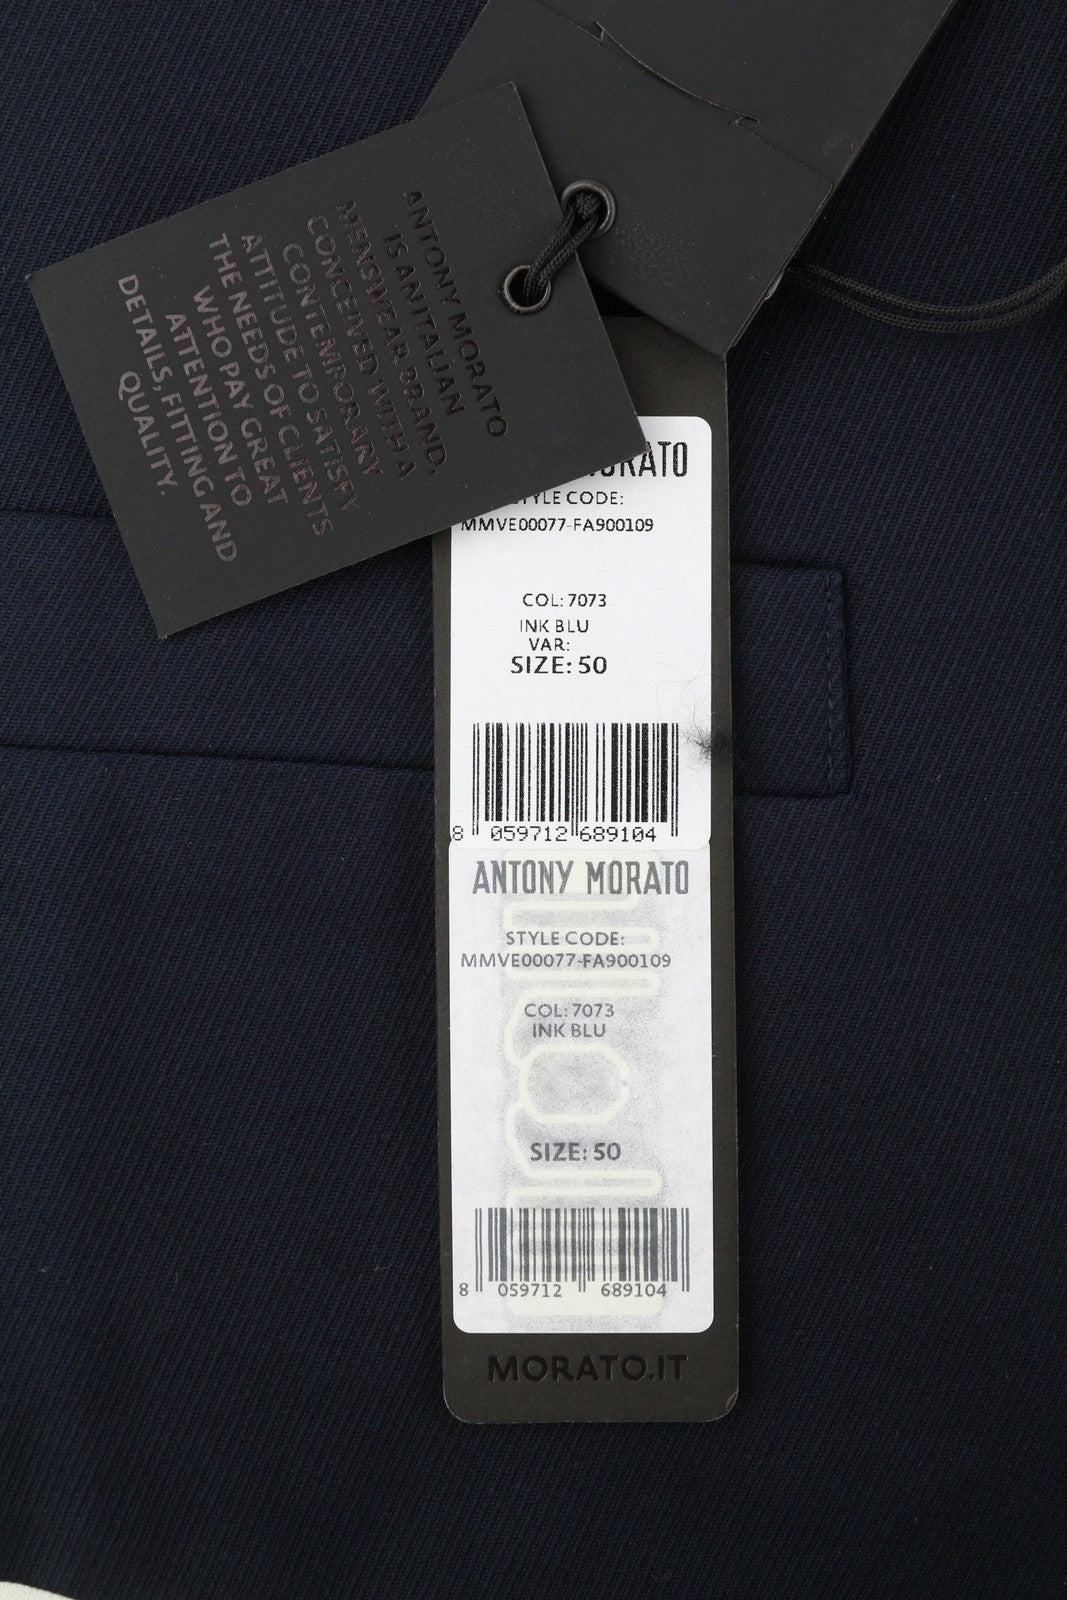 ANTONY MORATO
IS AN ITALIAN
MENSWEAR BRAND,
CONCEIVED WITH A
CONTEMPORARY
ATTITUDE TO SATISFY
THE NEEDS OF CLIENTS
WHO PAY GREAT
ATTENTION TO
DETAILS, FITTING AND
QUALITY.
MORATO
STYLE CODE:
MMVE00077-FA900109
COL: 7073
INK BLU
VAR:
SIZE: 50
8 059712 689104
ANTONY MORATO
STYLE CODE:
MMVE00077-FA900109
COL: 7073
INK BLU
SIZE: 50
8 059712 689104
MORATO.IT